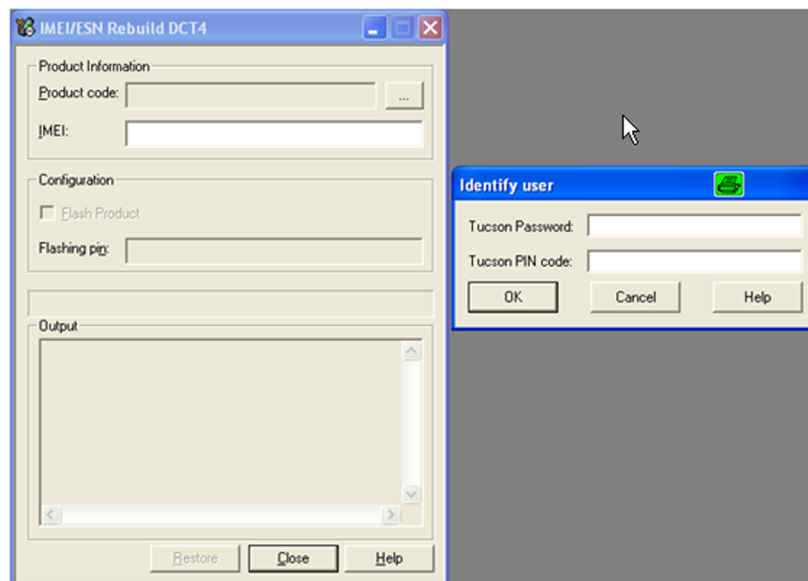 IMEI/ESN Rebuild DCT4
Product Information
Product code:
...
IMEI:
Configuration
Flash Product
Flashing pin:
Output
Restore
Close
Help
Identify user
Tucson Password:
Tucson PIN code:
OK
Cancel
Help